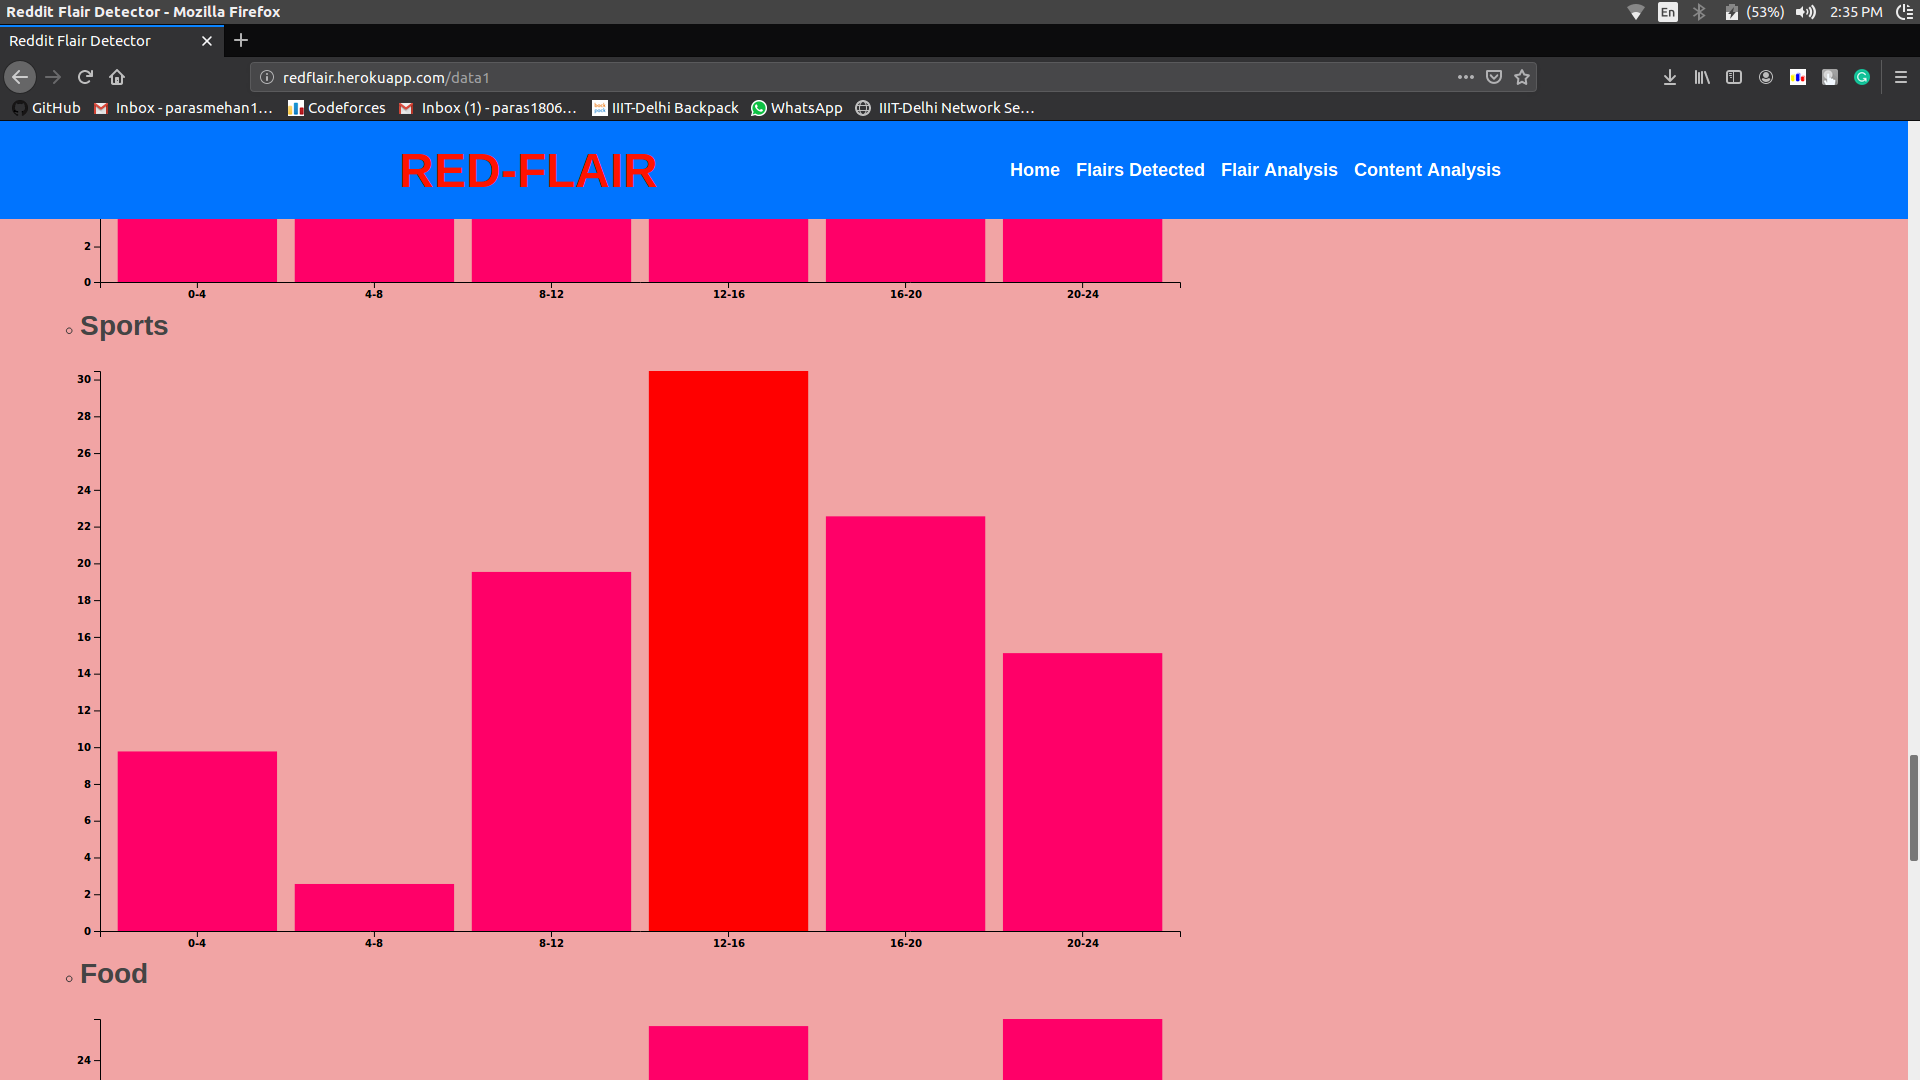 Reddit Flair Detector - Mozilla Firefox
En
(53%)
2:35 PM
Reddit Flair Detector
redflair.herokuapp.com/data1
GitHub
Inbox - parasmehan1…
Codeforces
Inbox (1) - paras1806…
IIIT-Delhi Backpack
WhatsApp
IIIT-Delhi Network Se…
RED-FLAIR
Home
Flairs Detected
Flair Analysis
Content Analysis
2
0
0-4
4-8
8-12
12-16
16-20
20-24
Sports
30
28
26
24
22
20
18
16
14
12
10
8
6
4
2
0
0-4
4-8
8-12
12-16
16-20
20-24
Food
24